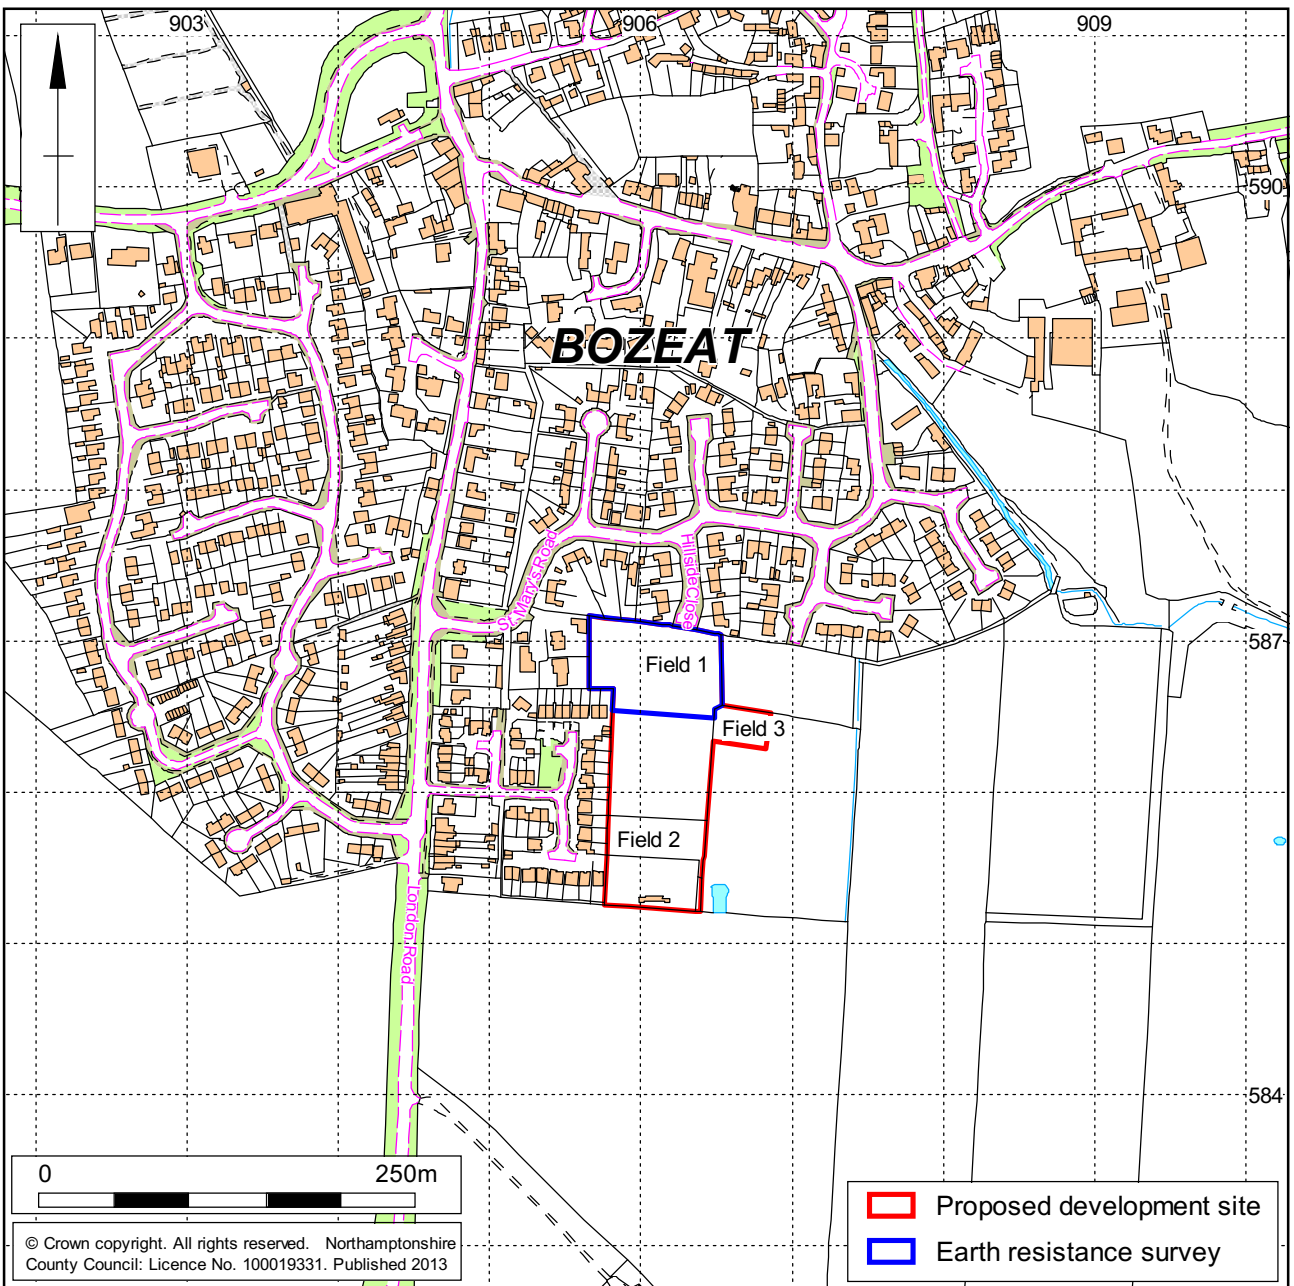 903
906
909
590
BOZEAT
St. Mary's Road
Hillside Close
587
Field 1
Field 3
Field 2
London Road
584
0 250m
Proposed development site
Earth resistance survey
© Crown copyright. All rights reserved. Northamptonshire
County Council: Licence No. 100019331. Published 2013